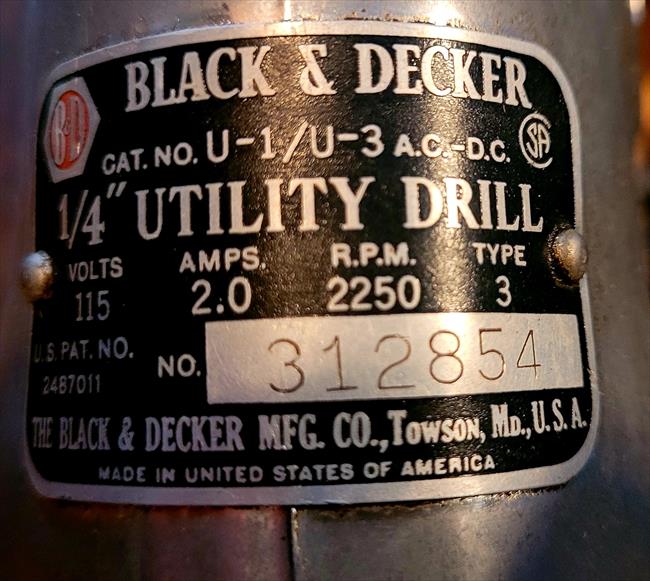 BLACK & DECKER
B&D
CAT. NO. U-1/U-3 A.C.-D.C. SA
1/4" UTILITY DRILL
VOLTS AMPS. R.P.M. TYPE
115 2.0 2250 3
U.S. PAT. NO.
2487011
NO. 312854
THE BLACK & DECKER MFG. CO., TOWSON, MD., U.S.A.
MADE IN UNITED STATES OF AMERICA